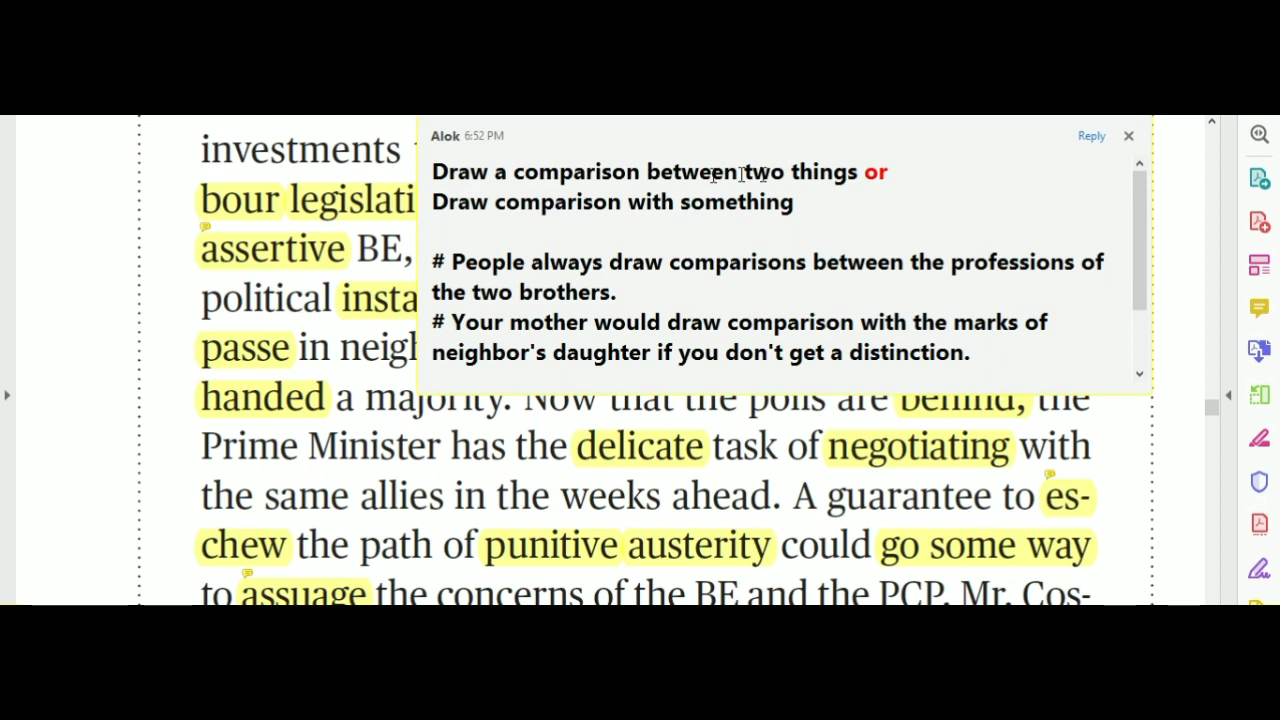 Alok 6:52 PM Reply
Draw a comparison between two things or
Draw comparison with something
# People always draw comparisons between the professions of
the two brothers.
# Your mother would draw comparison with the marks of
neighbor's daughter if you don't get a distinction.
investments
bour legislati
assertive BE,
political insta
passe in neigh
handed a majority. Now that the polls are behind, the
Prime Minister has the delicate task of negotiating with
the same allies in the weeks ahead. A guarantee to es-
chew the path of punitive austerity could go some way
to assuage the concerns of the BE and the PCP. Mr. Cos-